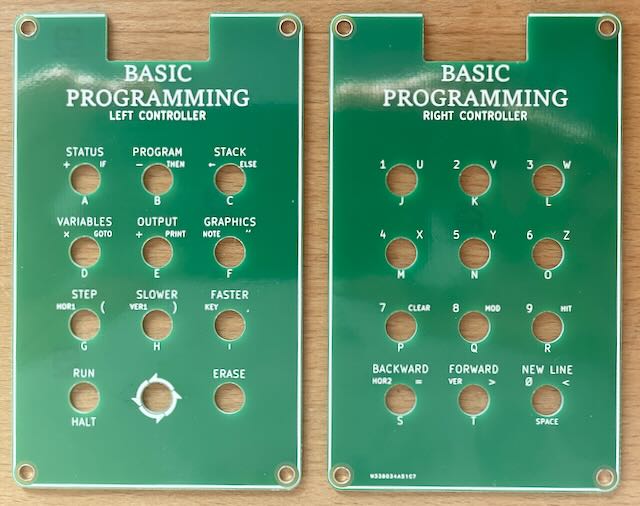 BASIC
PROGRAMMING
LEFT CONTROLLER
STATUS PROGRAM STACK
+ IF - THEN ← ELSE
A B C
VARIABLES OUTPUT GRAPHICS
× GOTO ÷ PRINT NOTE "
D E F
STEP SLOWER FASTER
HOR1 ( VER1 ) KEY ,
G H I
RUN ERASE
HALT
BASIC
PROGRAMMING
RIGHT CONTROLLER
1 U 2 V 3 W
J K L
4 X 5 Y 6 Z
M N O
7 CLEAR 8 MOD 9 HIT
P Q R
BACKWARD FORWARD NEW LINE
HOR2 = VER > 0 <
S T SPACE